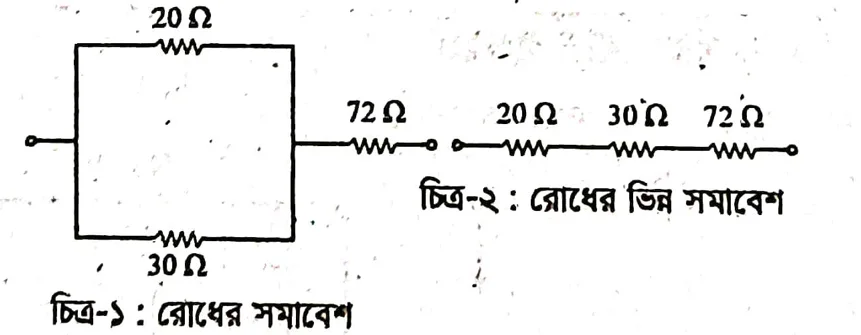 20 Ω
72 Ω 20 Ω 30 Ω 72 Ω
চিত্র-২ : রোধের ভিন্ন সমাবেশ
30 Ω
চিত্র-১ : রোধের সমাবেশ